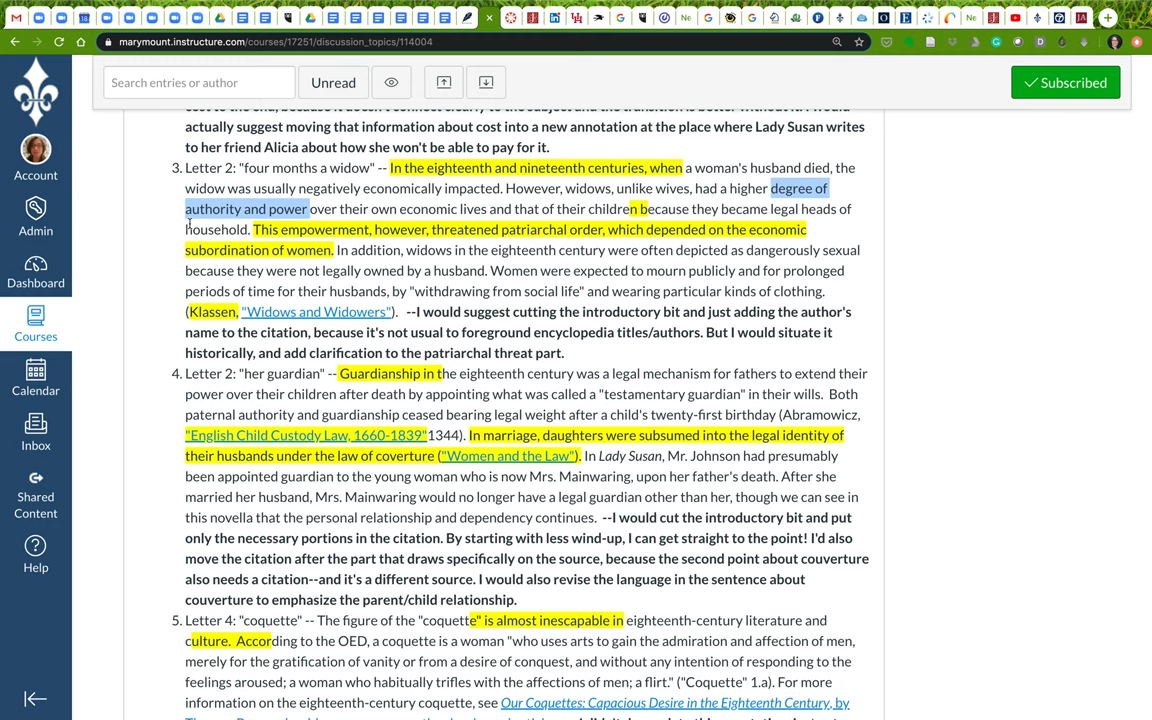 marymount.instructure.com/courses/17251/discussion_topics/114004
Search entries or author
Unread
Subscribed
Account
Admin
Dashboard
Courses
Calendar
Inbox
Shared
Content
Help
actually suggest moving that information about cost into a new annotation at the place where Lady Susan writes
to her friend Alicia about how she won't be able to pay for it.
3. Letter 2: "four months a widow" -- In the eighteenth and nineteenth centuries, when a woman's husband died, the
widow was usually negatively economically impacted. However, widows, unlike wives, had a higher degree of
authority and power over their own economic lives and that of their children because they became legal heads of
household. This empowerment, however, threatened patriarchal order, which depended on the economic
subordination of women. In addition, widows in the eighteenth century were often depicted as dangerously sexual
because they were not legally owned by a husband. Women were expected to mourn publicly and for prolonged
periods of time for their husbands, by "withdrawing from social life" and wearing particular kinds of clothing.
(Klassen, "Widows and Widowers"). --I would suggest cutting the introductory bit and just adding the author's
name to the citation, because it's not usual to foreground encyclopedia titles/authors. But I would situate it
historically, and add clarification to the patriarchal threat part.
4. Letter 2: "her guardian" -- Guardianship in the eighteenth century was a legal mechanism for fathers to extend their
power over their children after death by appointing what was called a "testamentary guardian" in their wills. Both
paternal authority and guardianship ceased bearing legal weight after a child's twenty-first birthday (Abramowicz,
"English Child Custody Law, 1660-1839"1344). In marriage, daughters were subsumed into the legal identity of
their husbands under the law of coverture ("Women and the Law"). In Lady Susan, Mr. Johnson had presumably
been appointed guardian to the young woman who is now Mrs. Mainwaring, upon her father's death. After she
married her husband, Mrs. Mainwaring would no longer have a legal guardian other than her, though we can see in
this novella that the personal relationship and dependency continues. --I would cut the introductory bit and put
only the necessary portions in the citation. By starting with less wind-up, I can get straight to the point! I'd also
move the citation after the part that draws specifically on the source, because the second point about couverture
also needs a citation--and it's a different source. I would also revise the language in the sentence about
couverture to emphasize the parent/child relationship.
5. Letter 4: "coquette" -- The figure of the "coquette" is almost inescapable in eighteenth-century literature and
culture. According to the OED, a coquette is a woman "who uses arts to gain the admiration and affection of men,
merely for the gratification of vanity or from a desire of conquest, and without any intention of responding to the
feelings aroused; a woman who habitually trifles with the affections of men; a flirt." ("Coquette" 1.a). For more
information on the eighteenth-century coquette, see Our Coquettes: Capacious Desire in the Eighteenth Century, by